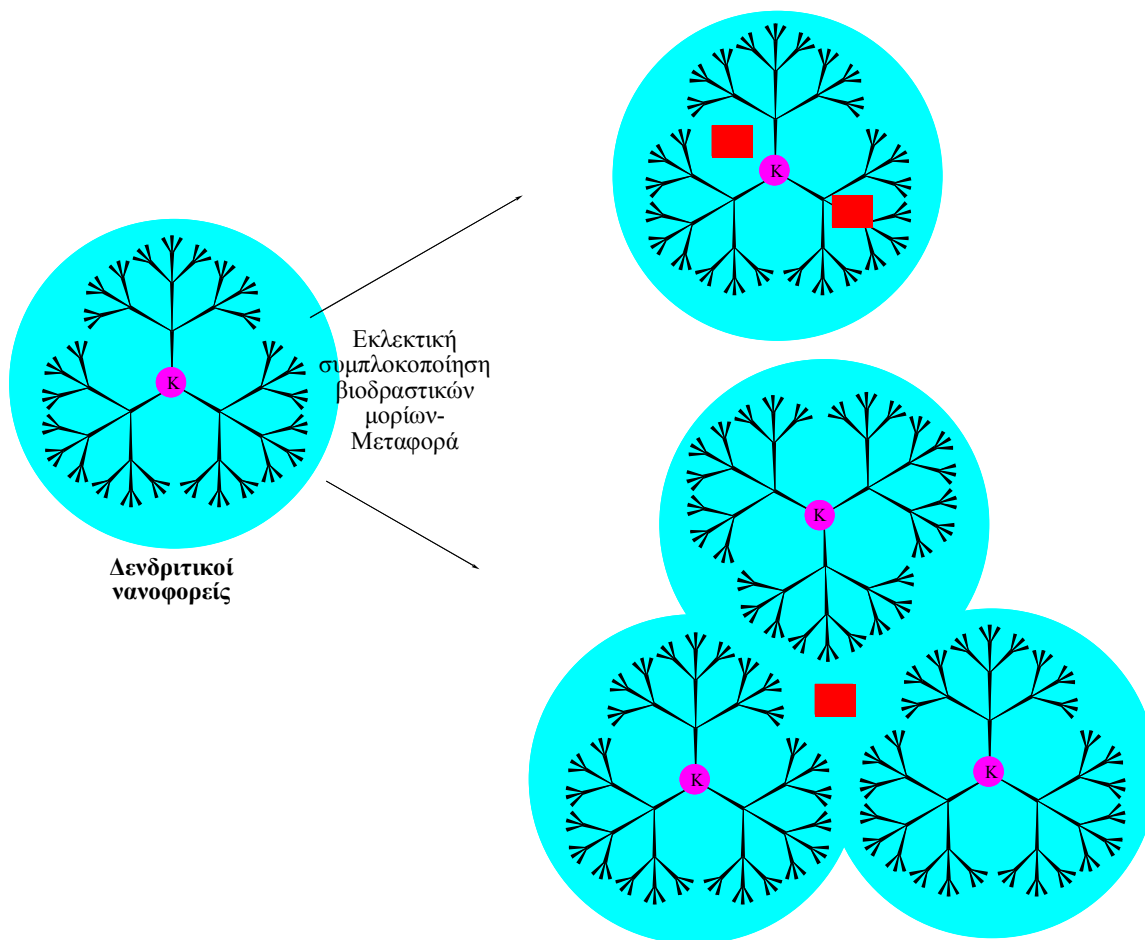 K
K
Εκλεκτική
συμπλοκοποίηση
βιοδραστικών
μορίων-
Μεταφορά
Δενδριτικοί
νανοφορείς
K
K
K